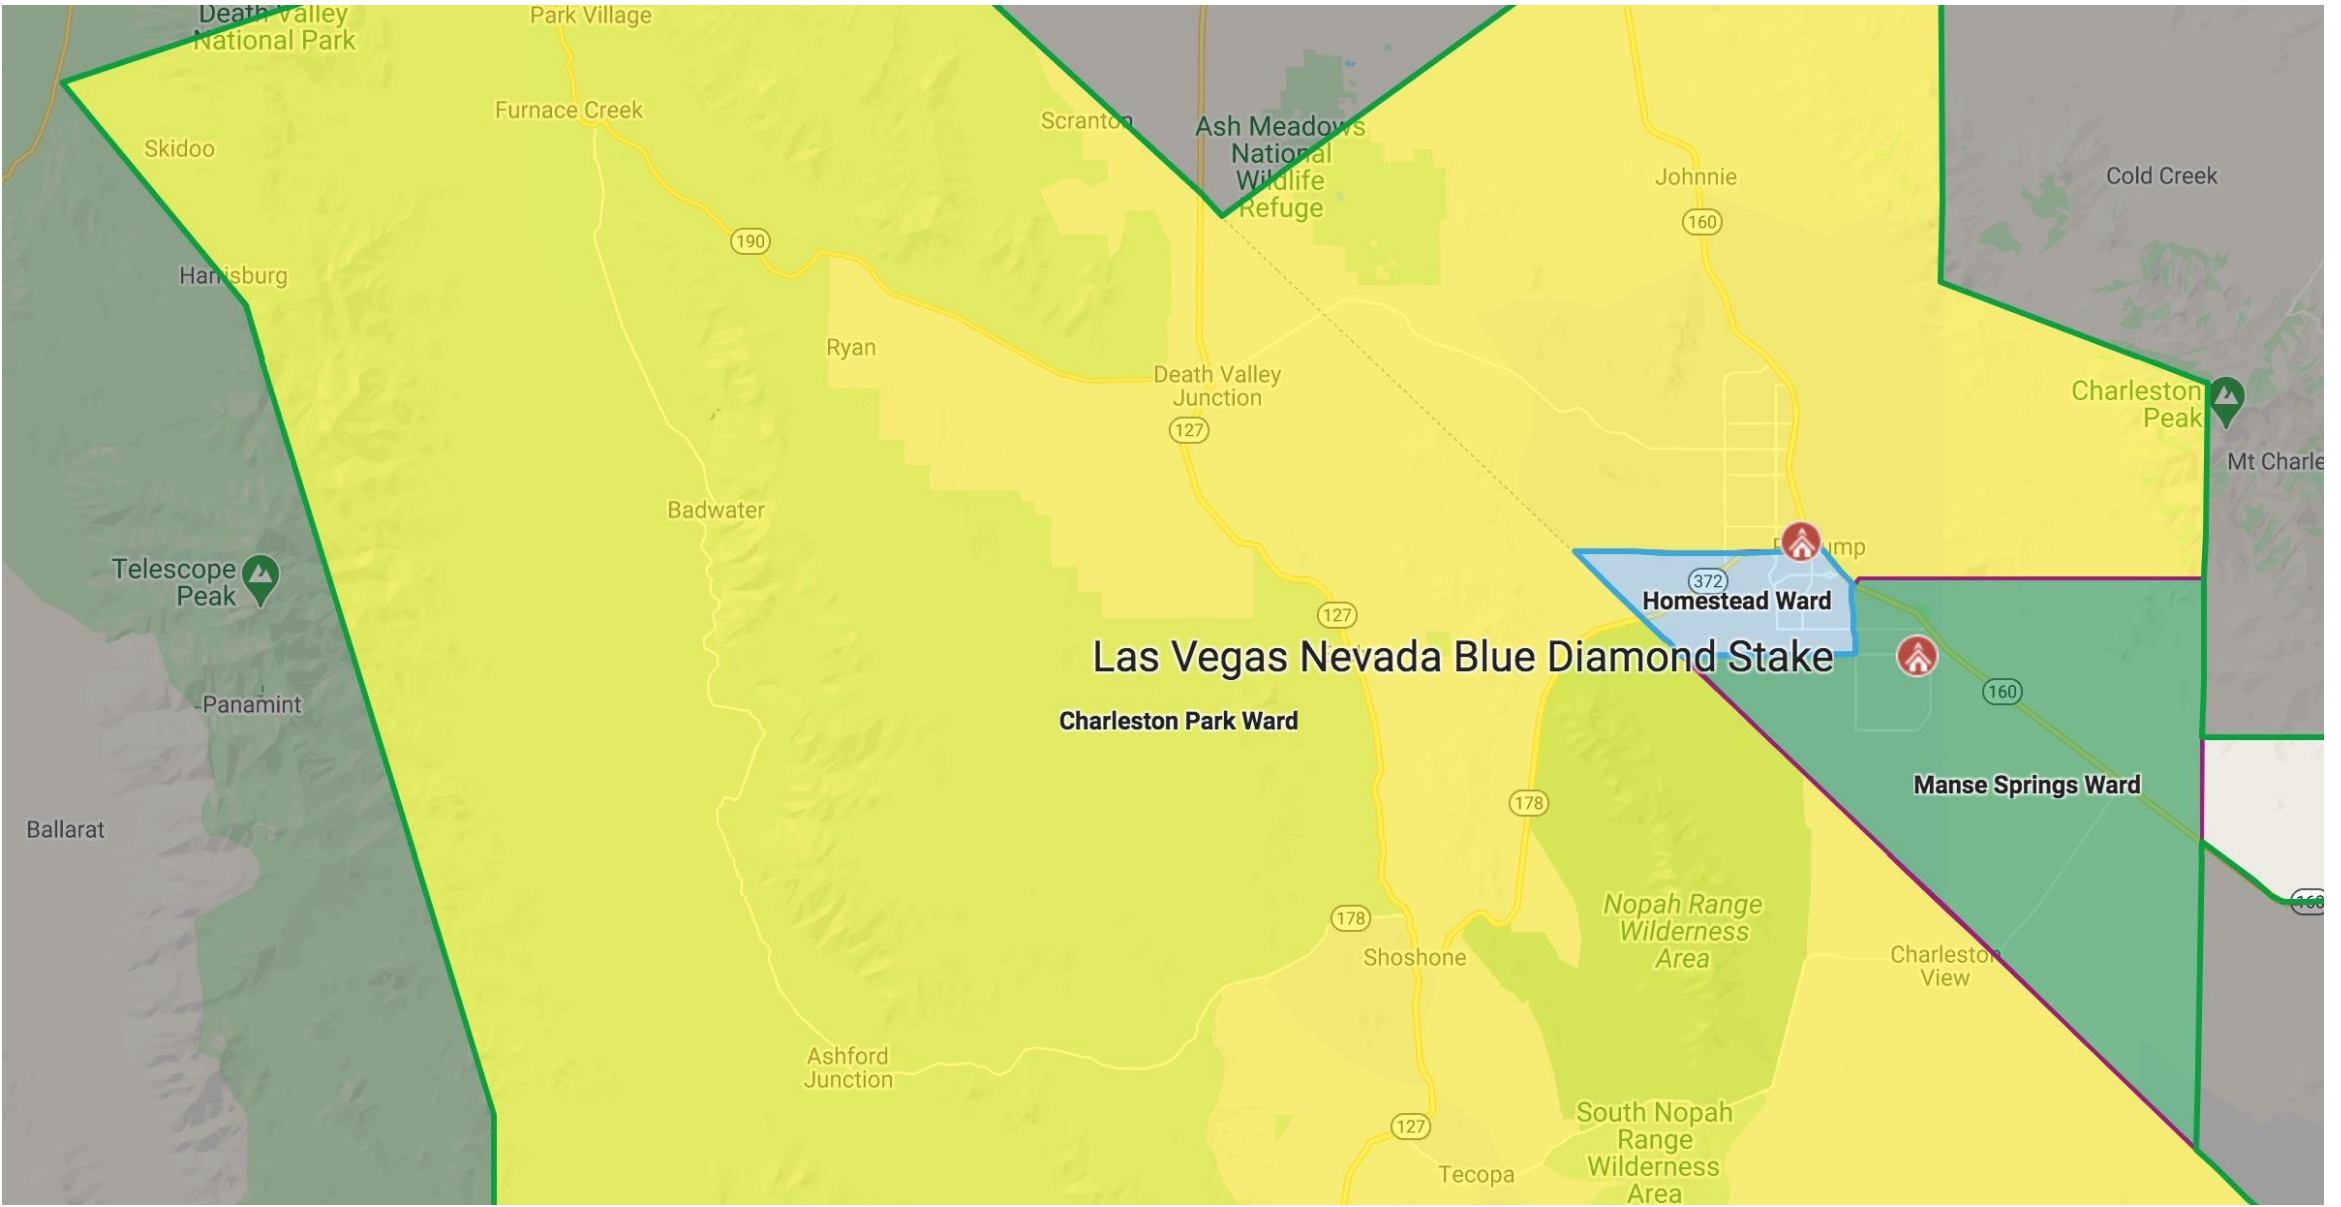 Death Valley
National Park
Park Village
Furnace Creek
Scranton
Ash Meadows
National
Wildlife
Refuge
Skidoo
Johnnie
Cold Creek
160
190
Harrisburg
Ryan
Death Valley
Junction
127
Charleston
Peak
Mt Charle
Badwater
Telescope
Peak
372
Homestead Ward
127
Las Vegas Nevada Blue Diamond Stake
160
Panamint
Charleston Park Ward
Manse Springs Ward
178
Ballarat
160
178
Nopah Range
Wilderness
Area
Shoshone
Charleston
View
Ashford
Junction
127
South Nopah
Range
Wilderness
Area
Tecopa